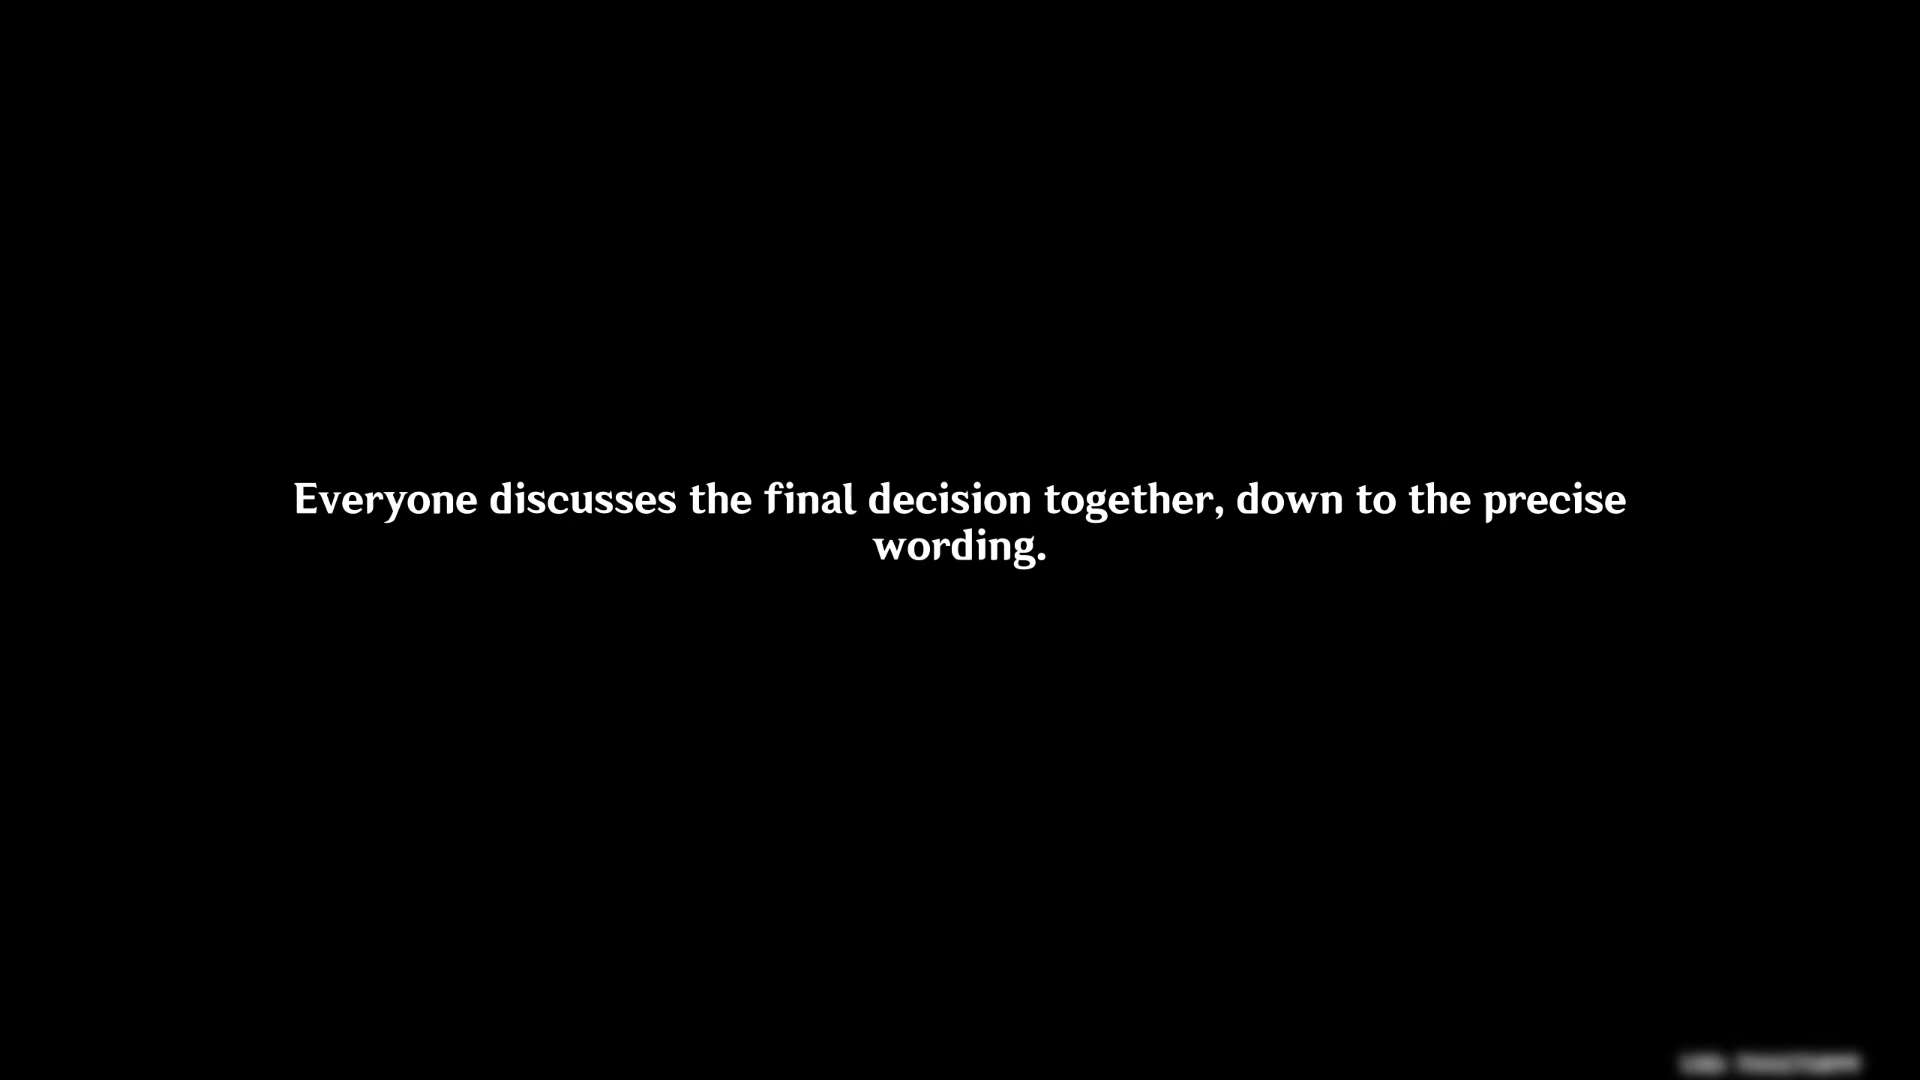 Everyone discusses the final decision together, down to the precise
wording.